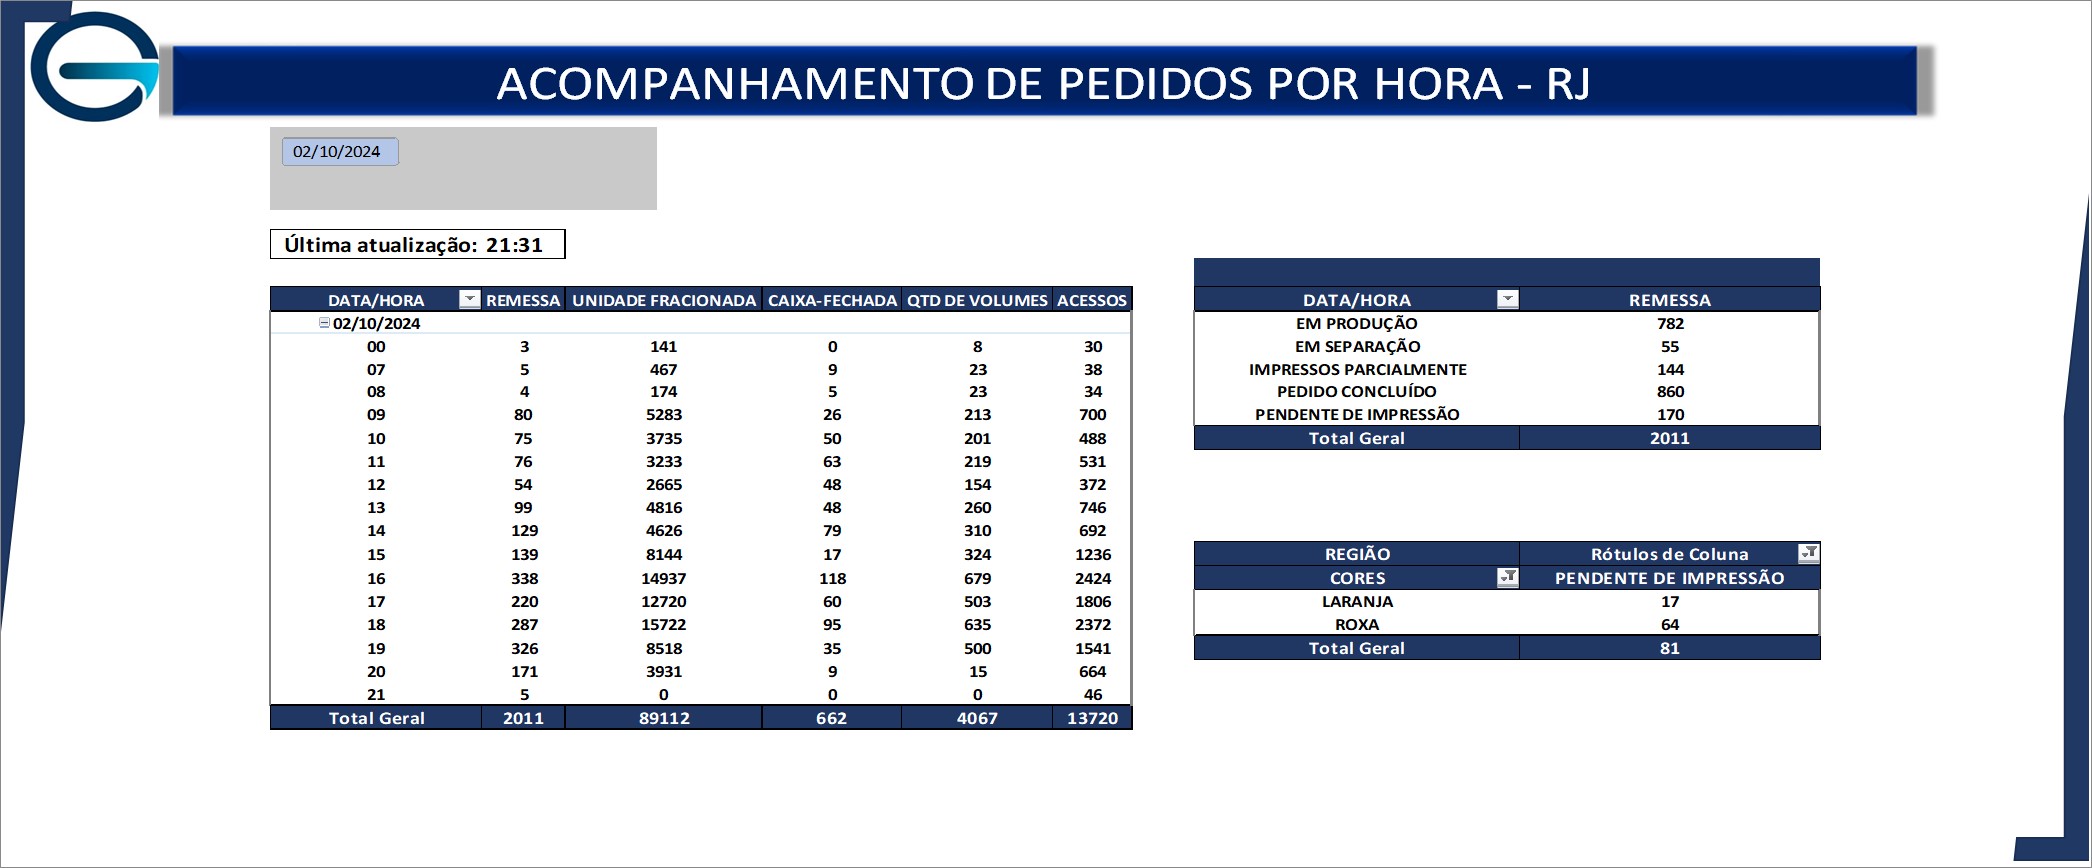 ACOMPANHAMENTO DE PEDIDOS POR HORA - RJ
02/10/2024
Última atualização: 21:31
DATA/HORA REMESSA UNIDADE FRACIONADA CAIXA-FECHADA QTD DE VOLUMES ACESSOS
02/10/2024
00 3 141 0 8 30
07 5 467 9 23 38
08 4 174 5 23 34
09 80 5283 26 213 700
10 75 3735 50 201 488
11 76 3233 63 219 531
12 54 2665 48 154 372
13 99 4816 48 260 746
14 129 4626 79 310 692
15 139 8144 17 324 1236
16 338 14937 118 679 2424
17 220 12720 60 503 1806
18 287 15722 95 635 2372
19 326 8518 35 500 1541
20 171 3931 9 15 664
21 5 0 0 0 46
Total Geral 2011 89112 662 4067 13720
DATA/HORA REMESSA
EM PRODUÇÃO 782
EM SEPARAÇÃO 55
IMPRESSOS PARCIALMENTE 144
PEDIDO CONCLUÍDO 860
PENDENTE DE IMPRESSÃO 170
Total Geral 2011
REGIÃO Rótulos de Coluna
CORES PENDENTE DE IMPRESSÃO
LARANJA 17
ROXA 64
Total Geral 81